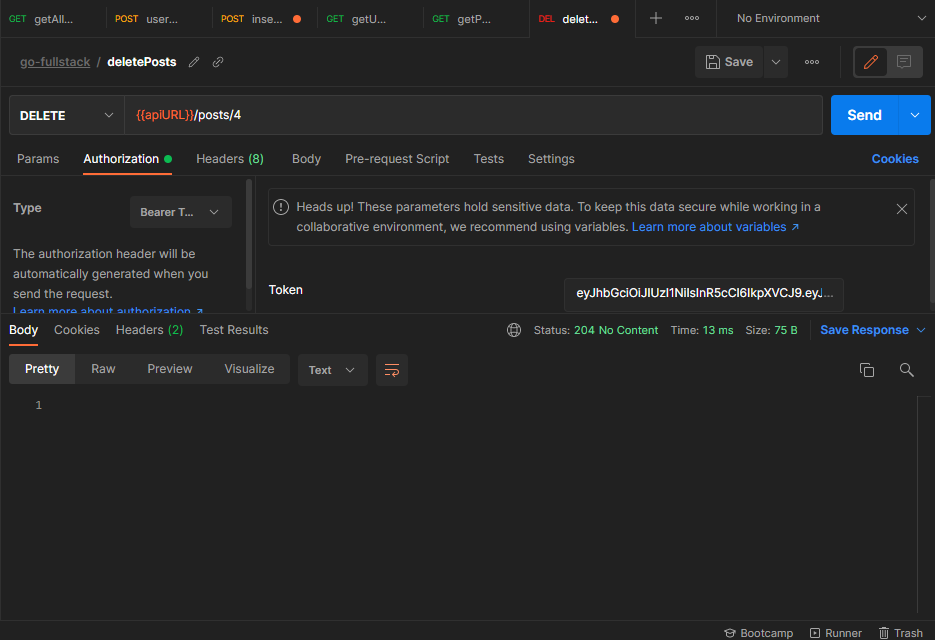 GET getAll... POST user... POST inse... GET getU... GET getP... DEL delet... No Environment
go-fullstack / deletePosts Save
DELETE {{apiURL}}/posts/4 Send
Params Authorization Headers (8) Body Pre-request Script Tests Settings Cookies
Type Bearer T...
The authorization header will be
automatically generated when you
send the request.
Learn more about authorization ↗
Heads up! These parameters hold sensitive data. To keep this data secure while working in a
collaborative environment, we recommend using variables. Learn more about variables ↗
Token eyJhbGciOiJIUzI1NiIsInR5cCI6IkpXVCJ9.eyJ...
Body Cookies Headers (2) Test Results Status: 204 No Content Time: 13 ms Size: 75 B Save Response
Pretty Raw Preview Visualize Text
1
Bootcamp Runner Trash